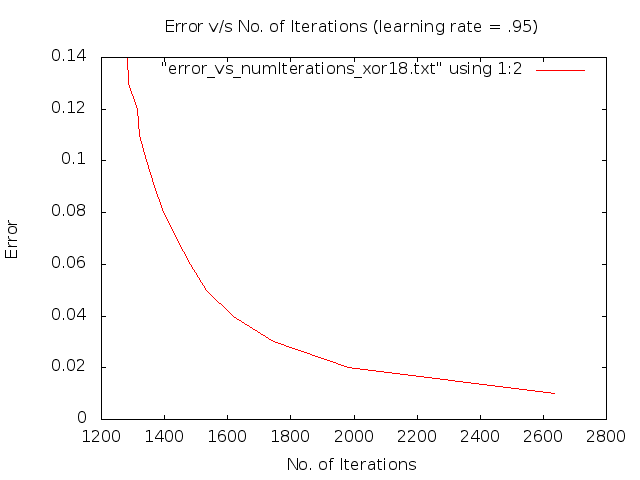 Error v/s No. of Iterations (learning rate = .95)
"error_vs_numIterations_xor18.txt" using 1:2
0.14
0.12
0.1
0.08
0.06
0.04
0.02
0
Error
1200 1400 1600 1800 2000 2200 2400 2600 2800
No. of Iterations